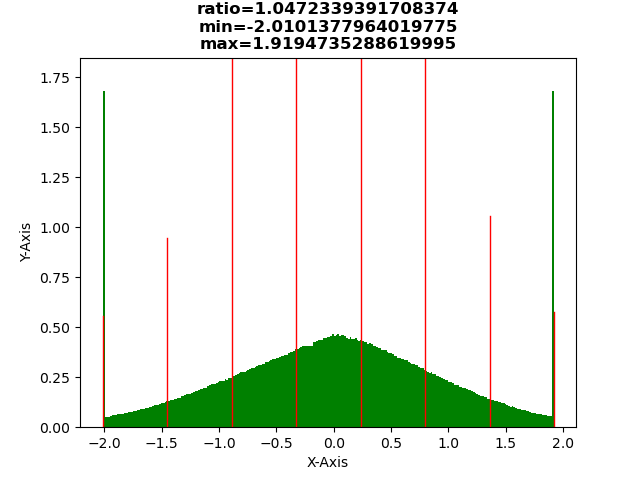 ratio=1.0472339391708374
min=-2.0101377964019775
max=1.9194735288619995
1.75
1.50
1.25
1.00
0.75
0.50
0.25
0.00
Y-Axis
−2.0 −1.5 −1.0 −0.5 0.0 0.5 1.0 1.5 2.0
X-Axis